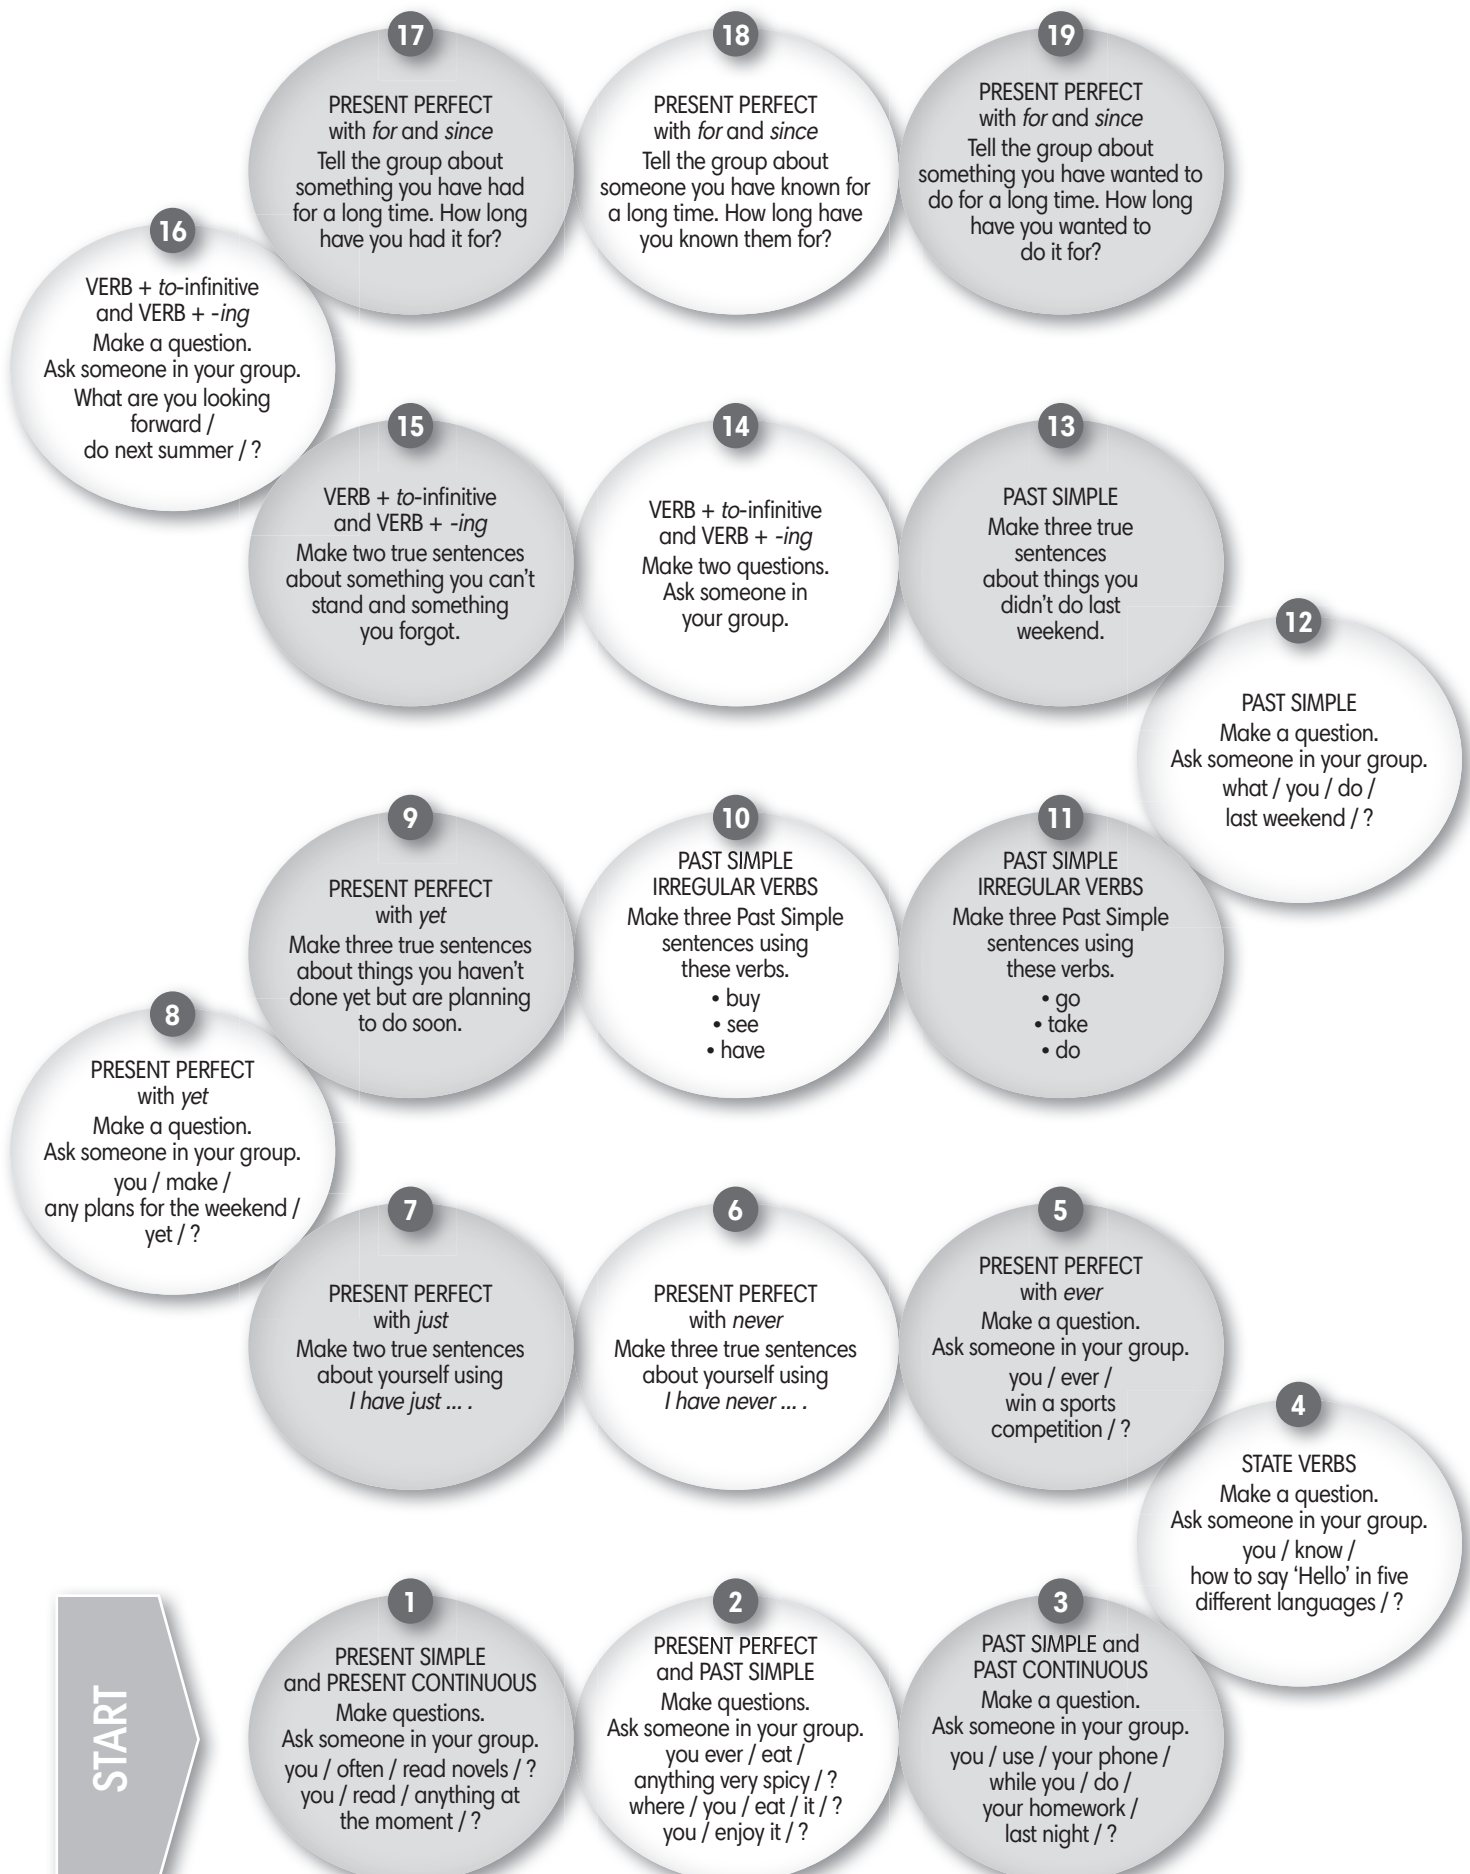 17
PRESENT PERFECT
with for and since
Tell the group about
something you have had
for a long time. How long
have you had it for?
18
PRESENT PERFECT
with for and since
Tell the group about
someone you have known for
a long time. How long have
you known them for?
19
PRESENT PERFECT
with for and since
Tell the group about
something you have wanted to
do for a long time. How long
have you wanted to
do it for?
16
VERB + to-infinitive
and VERB + -ing
Make a question.
Ask someone in your group.
What are you looking
forward /
do next summer / ?
15
VERB + to-infinitive
and VERB + -ing
Make two true sentences
about something you can't
stand and something
you forgot.
14
VERB + to-infinitive
and VERB + -ing
Make two questions.
Ask someone in
your group.
13
PAST SIMPLE
Make three true
sentences
about things you
didn't do last
weekend.
12
PAST SIMPLE
Make a question.
Ask someone in your group.
what / you / do /
last weekend / ?
9
PRESENT PERFECT
with yet
Make three true sentences
about things you haven't
done yet but are planning
to do soon.
10
PAST SIMPLE
IRREGULAR VERBS
Make three Past Simple
sentences using
these verbs.
• buy
• see
• have
11
PAST SIMPLE
IRREGULAR VERBS
Make three Past Simple
sentences using
these verbs.
• go
• take
• do
8
PRESENT PERFECT
with yet
Make a question.
Ask someone in your group.
you / make /
any plans for the weekend /
yet / ?
7
PRESENT PERFECT
with just
Make two true sentences
about yourself using
I have just ... .
6
PRESENT PERFECT
with never
Make three true sentences
about yourself using
I have never ... .
5
PRESENT PERFECT
with ever
Make a question.
Ask someone in your group.
you / ever /
win a sports
competition / ?
4
STATE VERBS
Make a question.
Ask someone in your group.
you / know /
how to say 'Hello' in five
different languages / ?
START
1
PRESENT SIMPLE
and PRESENT CONTINUOUS
Make questions.
Ask someone in your group.
you / often / read novels / ?
you / read / anything at
the moment / ?
2
PRESENT PERFECT
and PAST SIMPLE
Make questions.
Ask someone in your group.
you ever / eat /
anything very spicy / ?
where / you / eat / it / ?
you / enjoy it / ?
3
PAST SIMPLE and
PAST CONTINUOUS
Make a question.
Ask someone in your group.
you / use / your phone /
while you / do /
your homework /
last night / ?